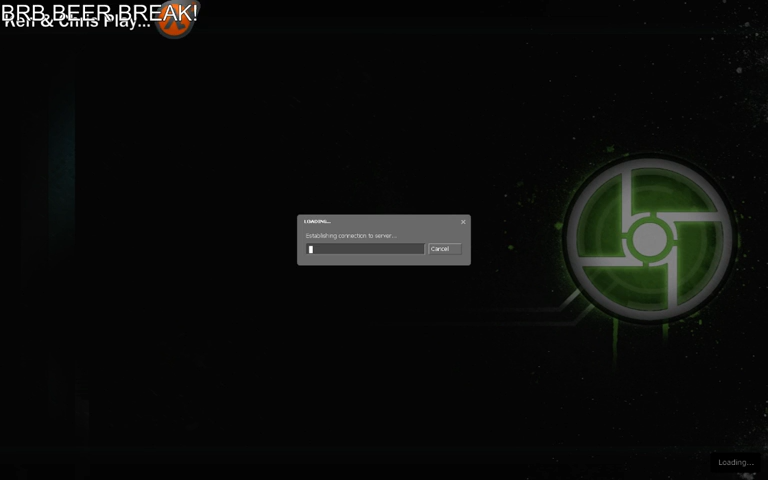 BRB BEER BREAK!
Ken & Chris Play...
LOADING...
Establishing connection to server...
Cancel
Loading...